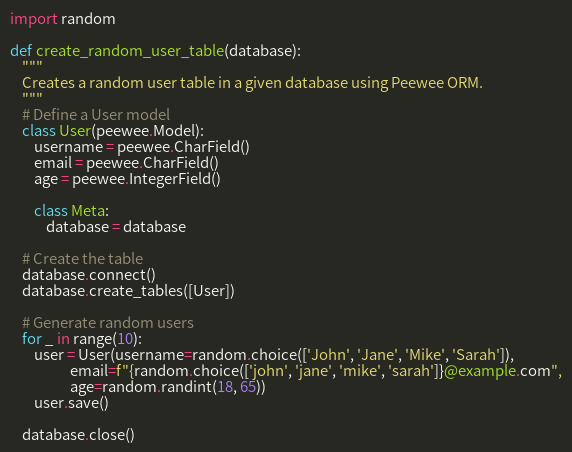 import random

def create_random_user_table(database):
    """
    Creates a random user table in a given database using Peewee ORM.
    """
    # Define a User model
    class User(peewee.Model):
        username = peewee.CharField()
        email = peewee.CharField()
        age = peewee.IntegerField()

        class Meta:
            database = database

    # Create the table
    database.connect()
    database.create_tables([User])

    # Generate random users
    for _ in range(10):
        user = User(username=random.choice(['John', 'Jane', 'Mike', 'Sarah']),
                    email=f"{random.choice(['john', 'jane', 'mike', 'sarah'])}@example.com",
                    age=random.randint(18, 65))
        user.save()

    database.close()